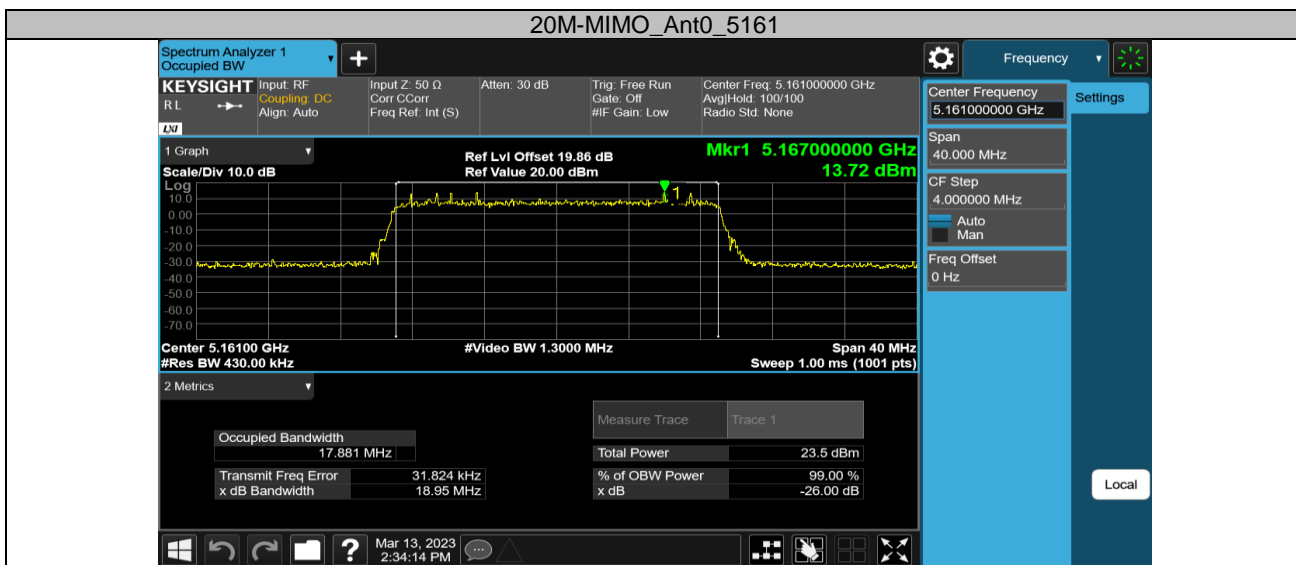 20M-MIMO_Ant0_5161
Spectrum Analyzer 1
Occupied BW
Frequency
KEYSIGHT
R L
LXI
Input: RF
Coupling: DC
Align: Auto
Input Z: 50 Ω
Corr CCorr
Freq Ref: Int (S)
Atten: 30 dB
Trig: Free Run
Gate: Off
#IF Gain: Low
Center Freq: 5.161000000 GHz
Avg|Hold: 100/100
Radio Std: None
Center Frequency
5.161000000 GHz
Settings
Span
40.000 MHz
CF Step
4.000000 MHz
Auto
Man
Freq Offset
0 Hz
Local
1 Graph
Scale/Div 10.0 dB
Ref Lvl Offset 19.86 dB
Ref Value 20.00 dBm
Mkr1 5.167000000 GHz
13.72 dBm
Log
10.0
0.00
-10.0
-20.0
-30.0
-40.0
-50.0
-60.0
-70.0
1
Center 5.16100 GHz
#Res BW 430.00 kHz
#Video BW 1.3000 MHz
Span 40 MHz
Sweep 1.00 ms (1001 pts)
2 Metrics
Measure Trace Trace 1
Occupied Bandwidth
17.881 MHz
Total Power 23.5 dBm
Transmit Freq Error 31.824 kHz
% of OBW Power 99.00 %
x dB Bandwidth 18.95 MHz
x dB -26.00 dB
?
Mar 13, 2023
2:34:14 PM